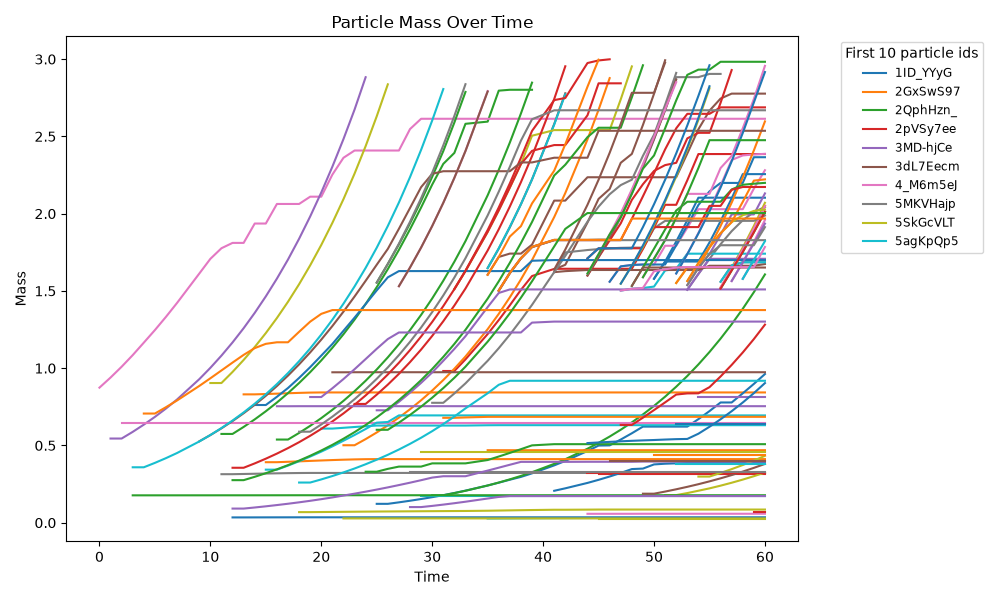 Particle Mass Over Time
Mass
3.0
2.5
2.0
1.5
1.0
0.5
0.0
0
10
20
30
40
50
60
Time
First 10 particle ids
1ID_YYyG
2GxSwS97
2QphHzn_
2pVSy7ee
3MD-hjCe
3dL7Eecm
4_M6m5eJ
5MKVHajp
5SkGcVLT
5agKpQp5